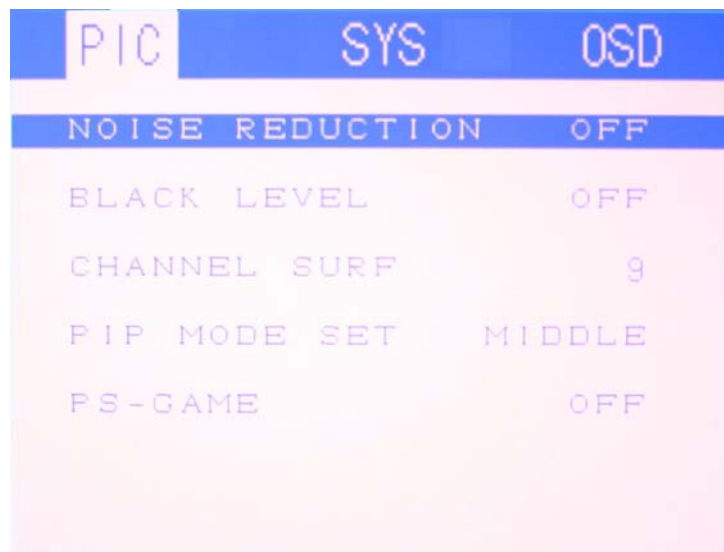 PIC SYS OSD
NOISE REDUCTION OFF
BLACK LEVEL OFF
CHANNEL SURF 9
PIP MODE SET MIDDLE
PS-GAME OFF